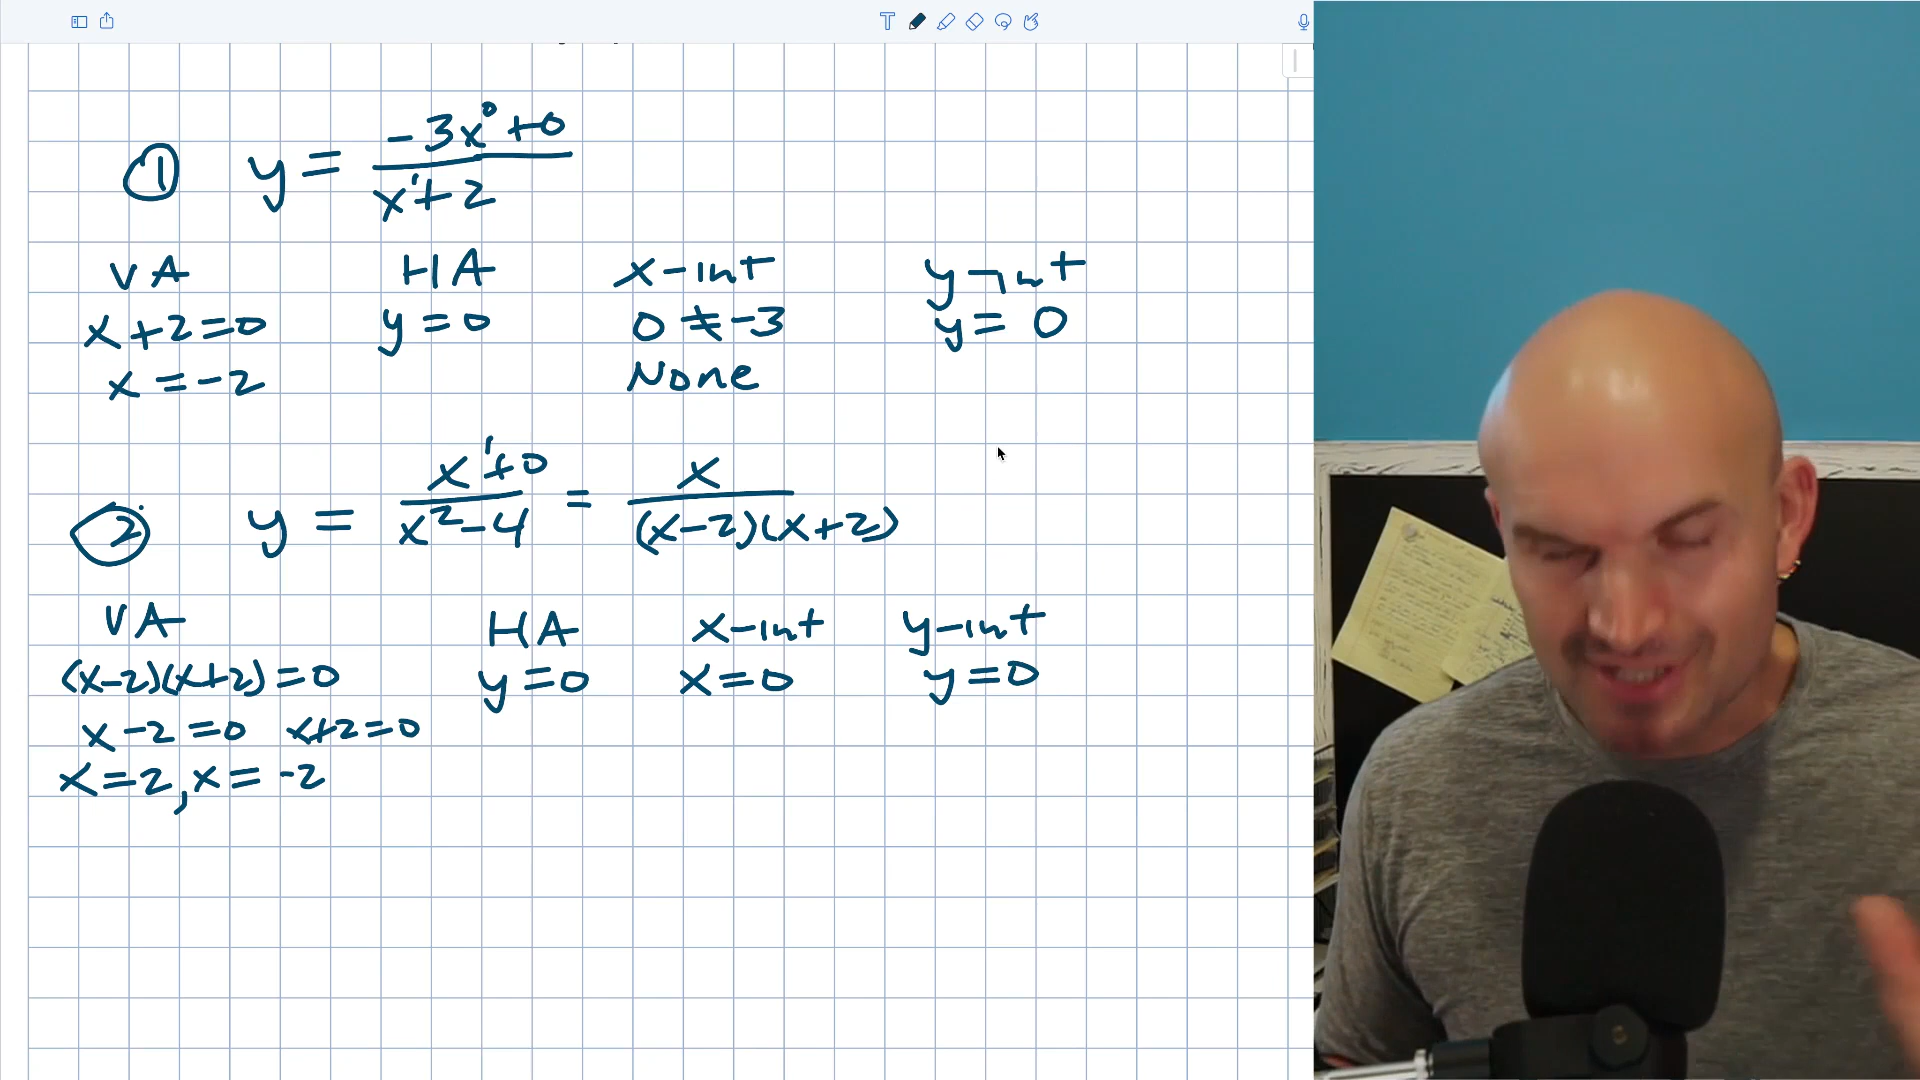 ① y = (-3x⁰ + 0)/(x¹ + 2)
VA HA x-int y-int
x + 2 = 0 y = 0 0 ≠ -3 y = 0
x = -2 None
② y = (x¹ + 0)/(x² - 4) = x/((x-2)(x+2))
VA HA x-int y-int
(x-2)(x+2) = 0 y = 0 x = 0 y = 0
x - 2 = 0 x + 2 = 0
x = 2, x = -2